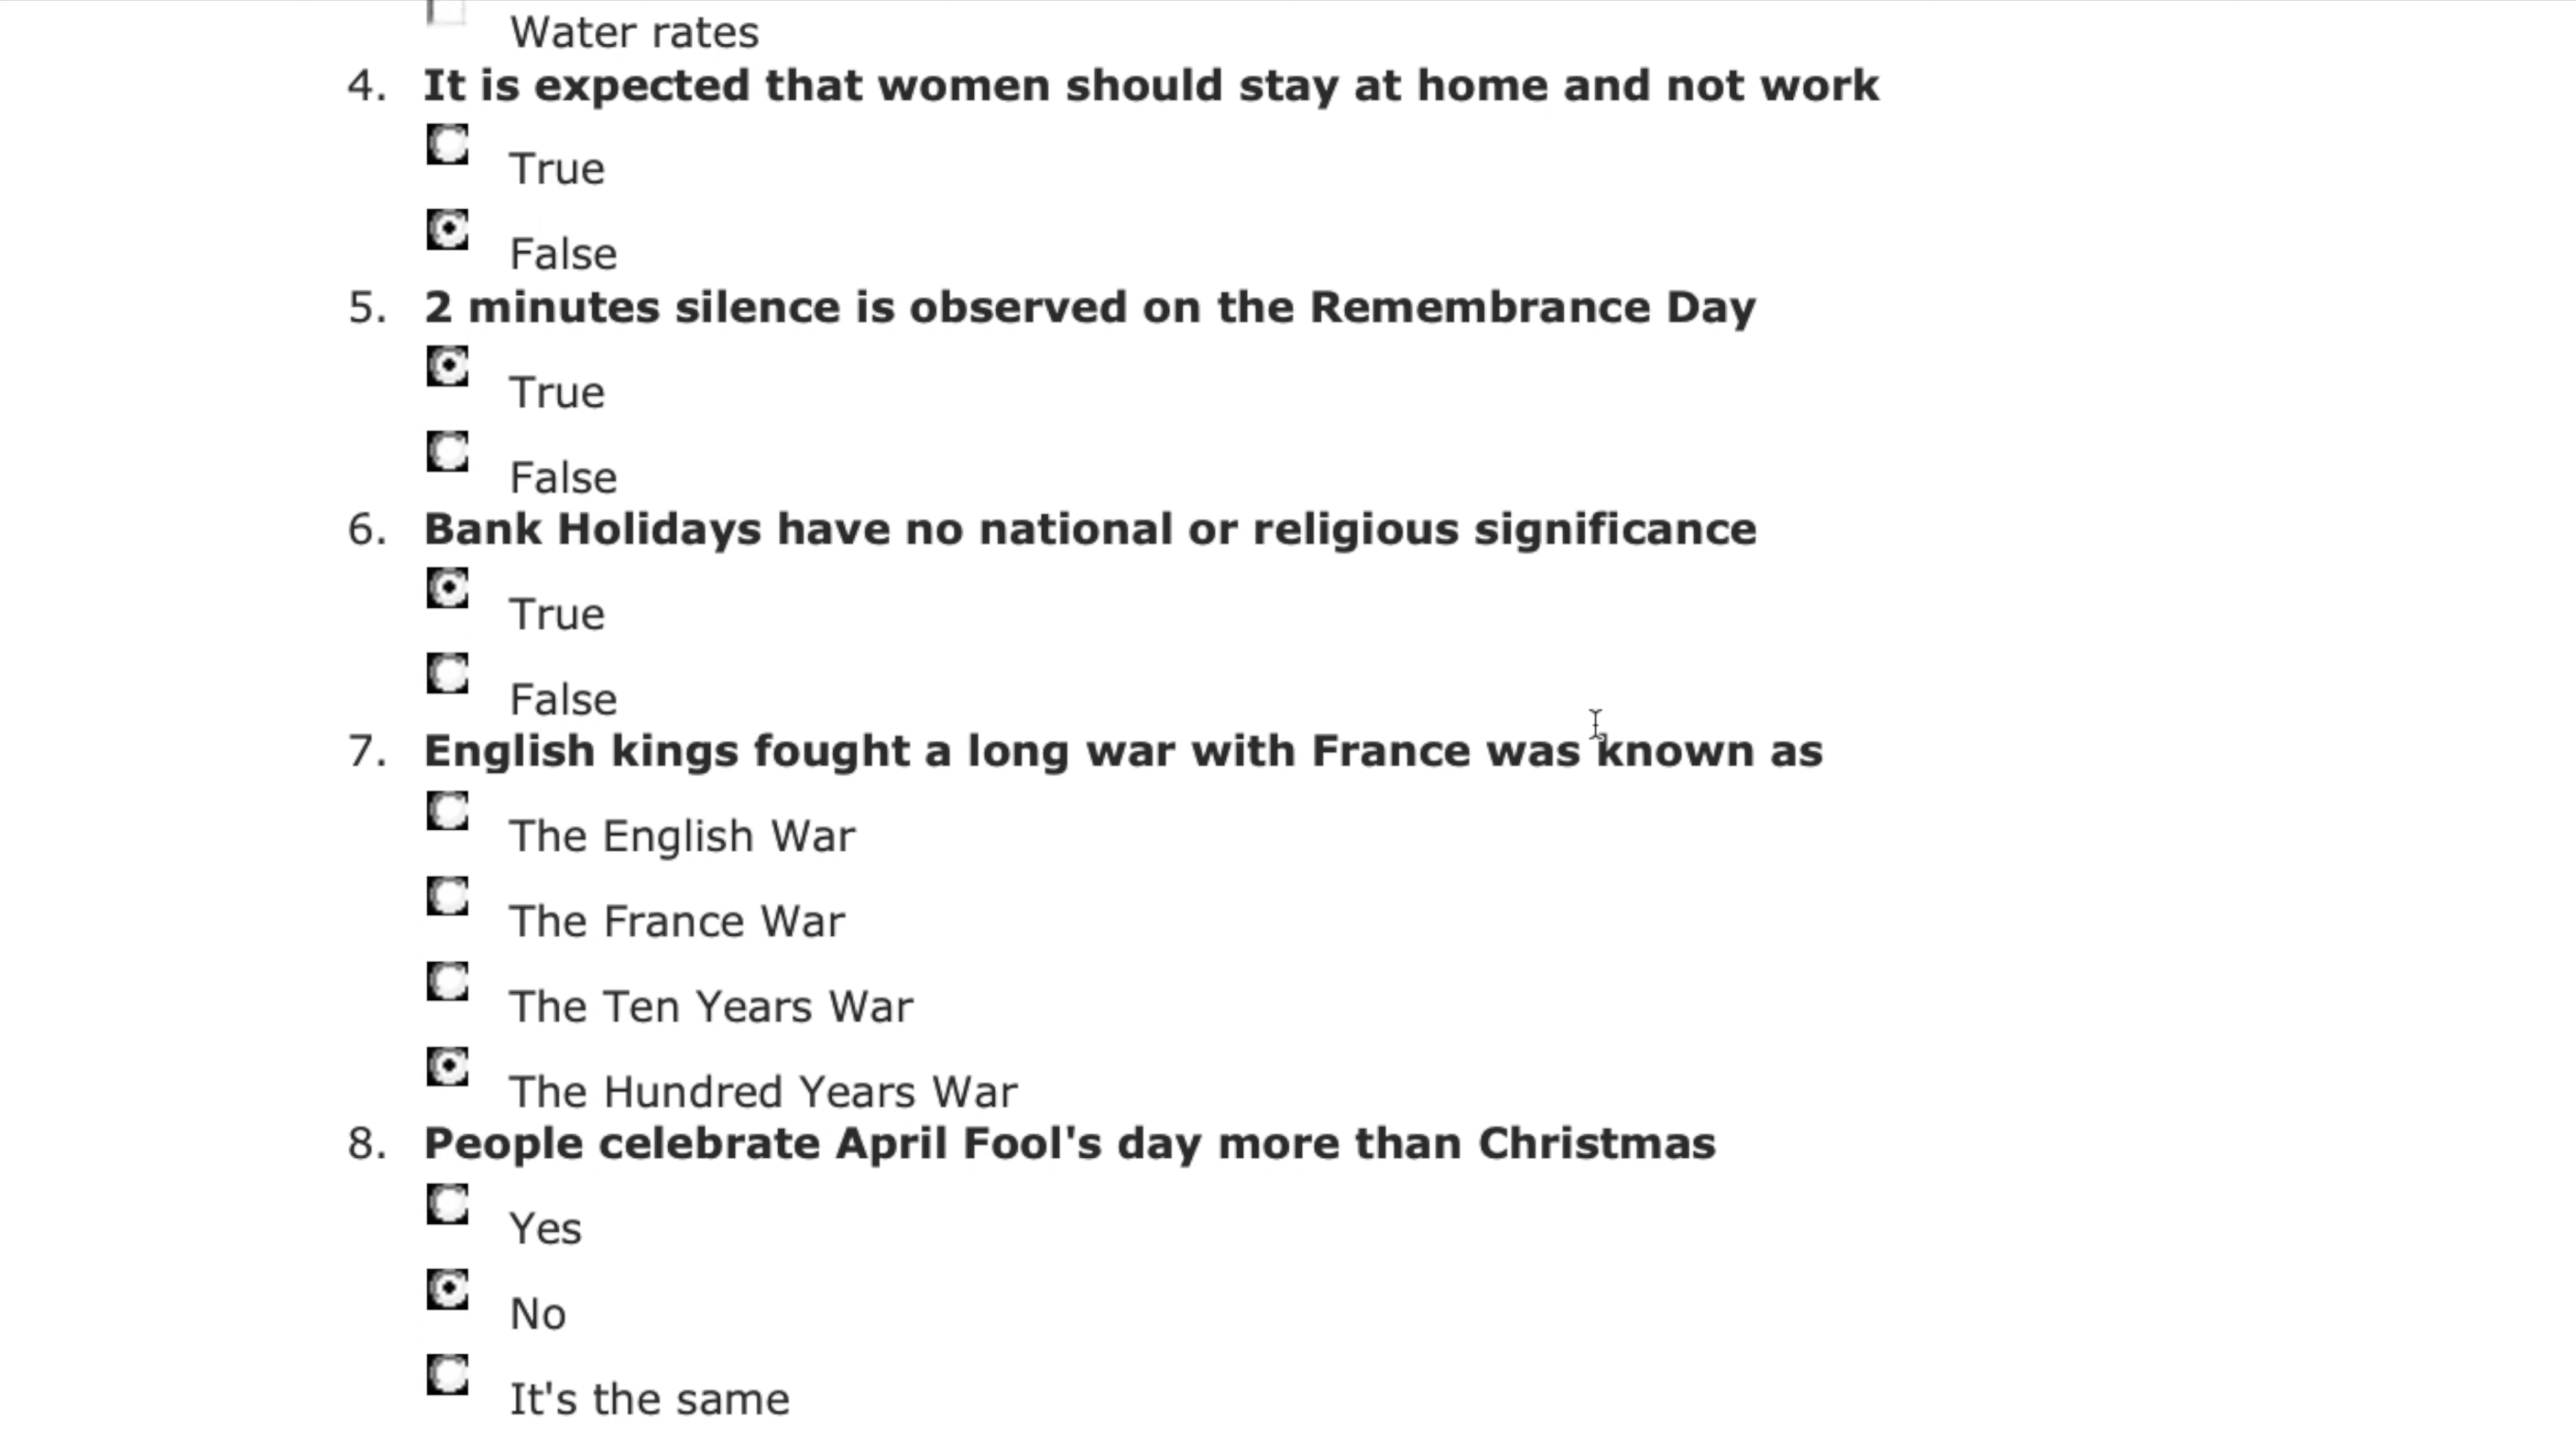 Water rates
4. It is expected that women should stay at home and not work
True
False
5. 2 minutes silence is observed on the Remembrance Day
True
False
6. Bank Holidays have no national or religious significance
True
False
7. English kings fought a long war with France was known as
The English War
The France War
The Ten Years War
The Hundred Years War
8. People celebrate April Fool's day more than Christmas
Yes
No
It's the same